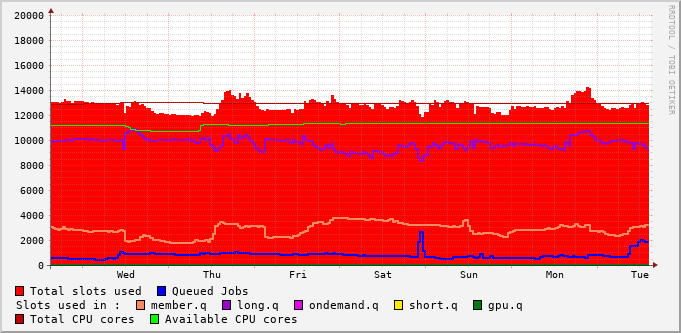 20000
18000
16000
14000
12000
10000
8000
6000
4000
2000
0
Wed Thu Fri Sat Sun Mon Tue
RRDTOOL / TOBI OETIKER
Total slots used Queued Jobs
Slots used in : member.q long.q ondemand.q short.q gpu.q
Total CPU cores Available CPU cores